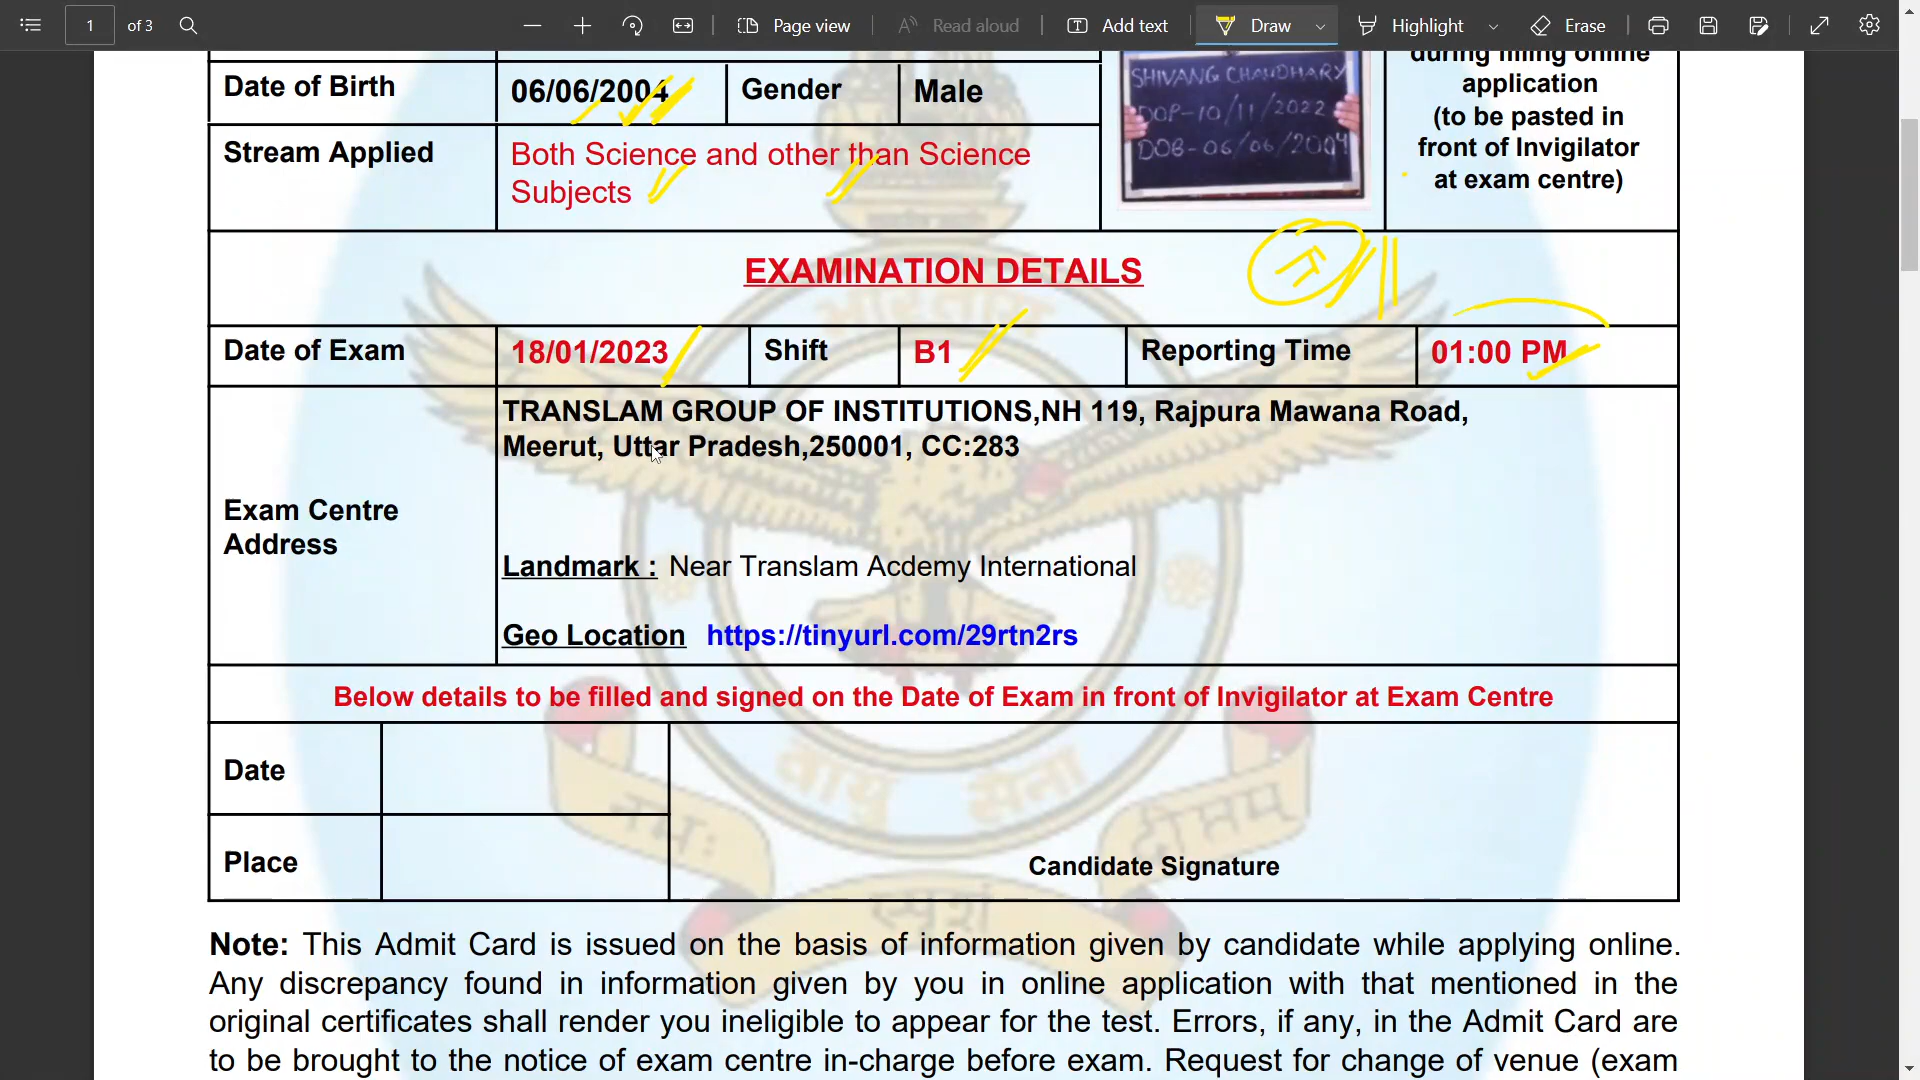 1 of 3 Page view Read aloud Add text Draw Highlight Erase
during filling online
application
(to be pasted in
front of Invigilator
at exam centre)
Date of Birth 06/06/2004 Gender Male
SHIVANG CHAUDHARY
DOP-10/11/2022
DOB-06/06/2004
Stream Applied Both Science and other than Science
Subjects
EXAMINATION DETAILS
Date of Exam 18/01/2023 Shift B1 Reporting Time 01:00 PM
Exam Centre
Address
TRANSLAM GROUP OF INSTITUTIONS,NH 119, Rajpura Mawana Road,
Meerut, Uttar Pradesh,250001, CC:283
Landmark : Near Translam Acdemy International
Geo Location https://tinyurl.com/29rtn2rs
Below details to be filled and signed on the Date of Exam in front of Invigilator at Exam Centre
Date
Place
Candidate Signature
वायु सेना
नभः स्पृशं दीप्तम्
Note: This Admit Card is issued on the basis of information given by candidate while applying online.
Any discrepancy found in information given by you in online application with that mentioned in the
original certificates shall render you ineligible to appear for the test. Errors, if any, in the Admit Card are
to be brought to the notice of exam centre in-charge before exam. Request for change of venue (exam